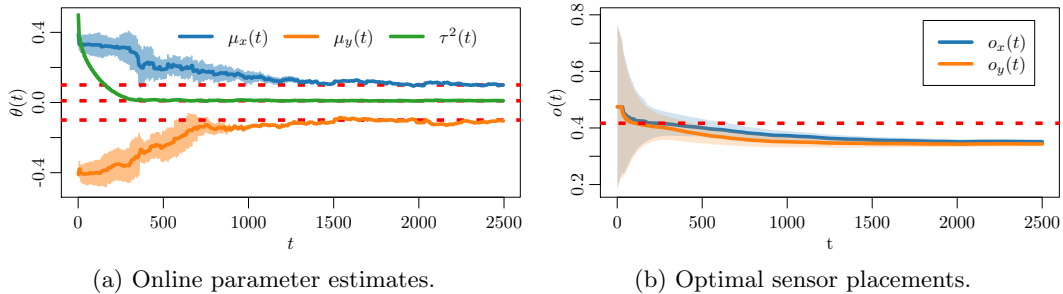 0.4
0.0
-0.4
θ(t)
μx(t) μy(t) τ²(t)
0 500 1000 1500 2000 2500
t
(a) Online parameter estimates.
0.8
0.6
0.4
0.2
o(t)
ox(t)
oy(t)
0 500 1000 1500 2000 2500
t
(b) Optimal sensor placements.